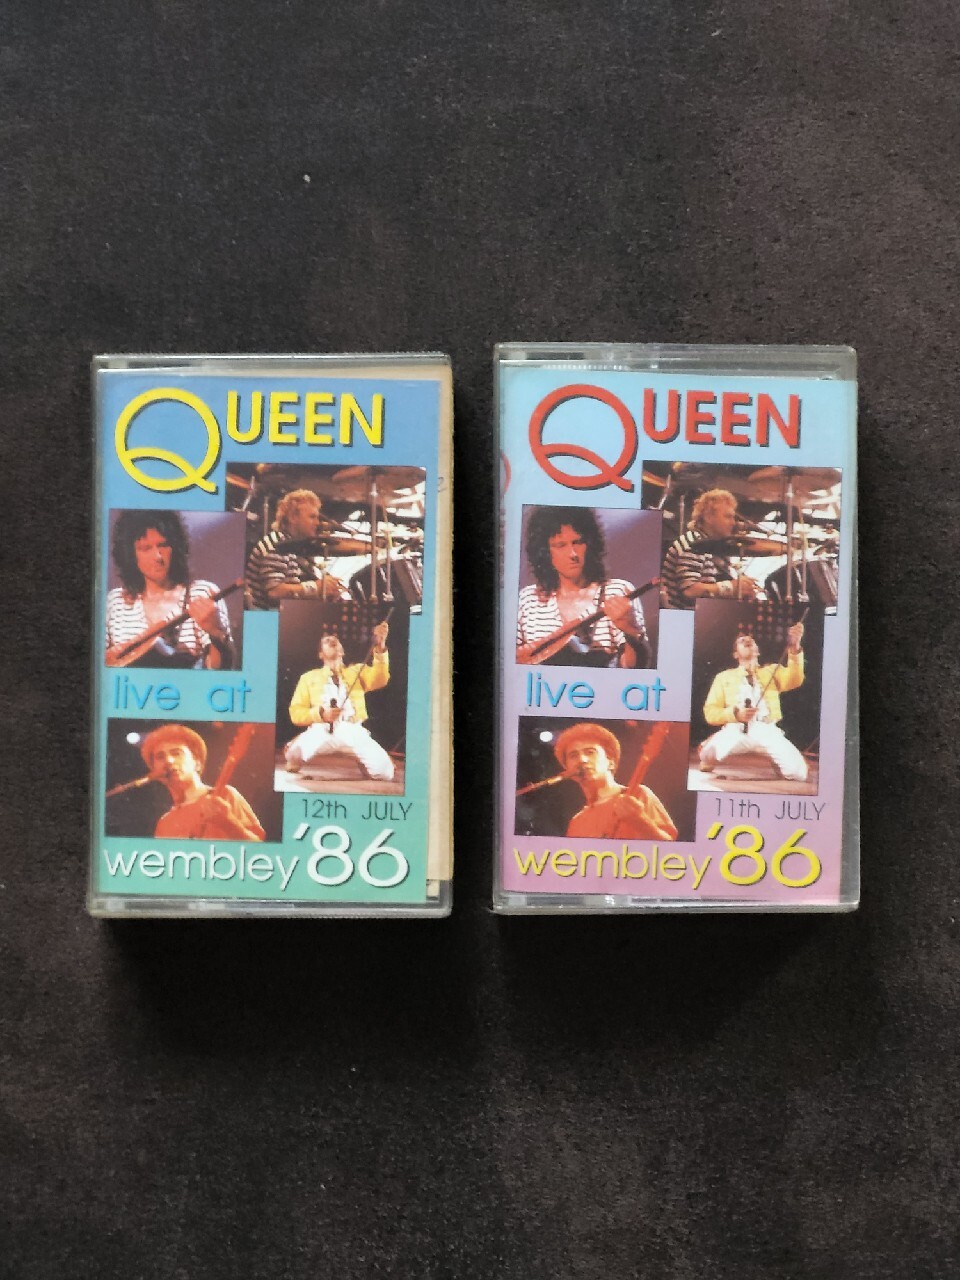 QUEEN
live at
12th JULY
wembley '86
QUEEN
live at
11th JULY
wembley '86